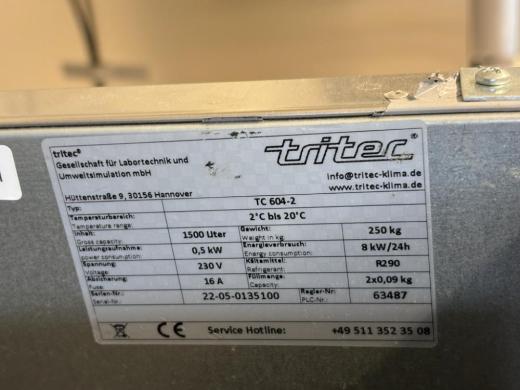 tritec®
Gesellschaft für Labortechnik und
Umweltsimulation mbH
Hüttenstraße 9, 30156 Hannover
tritec®
info@tritec-klima.de
www.tritec-klima.de
Typ: TC 604-2
Temperaturbereich: 2°C bis 20°C
Temperature range:
Inhalt: 1500 Liter Gewicht: 250 kg
Gross capacity: Weight in kg:
Leistungsaufnahme: 0,5 kW Energieverbrauch: 8 kW/24h
power consumption: Energy consumption:
Spannung: 230 V Kältemittel: R290
Voltage: Refrigerant:
Absicherung: 16 A Füllmenge: 2x0,09 kg
Fuse: Capacity:
Serien-Nr.: 22-05-0135100 Regler-Nr: 63487
Serial-Nr.: PLC-Nr.:
CE Service Hotline: +49 511 352 35 08